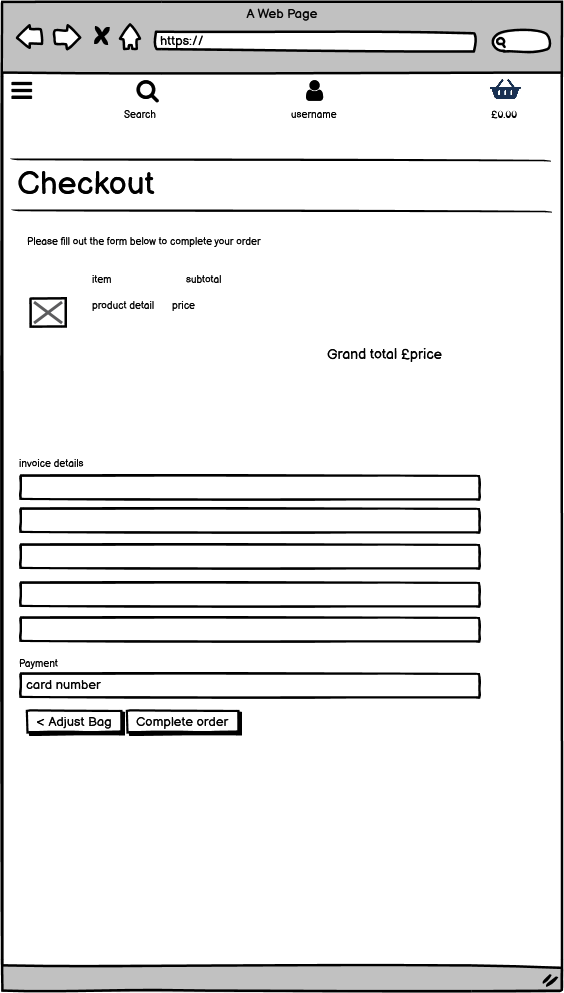 A Web Page
https://
Search
username
£0.00
Checkout
Please fill out the form below to complete your order
item subtotal
product detail price
Grand total £price
invoice details
Payment
card number
< Adjust Bag Complete order